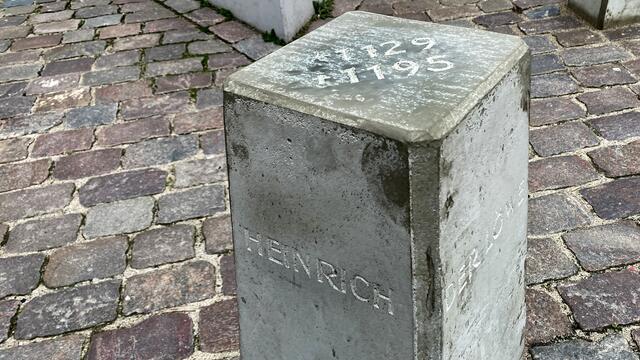 *1129
†1195
HEINRICH
DER LÖWE